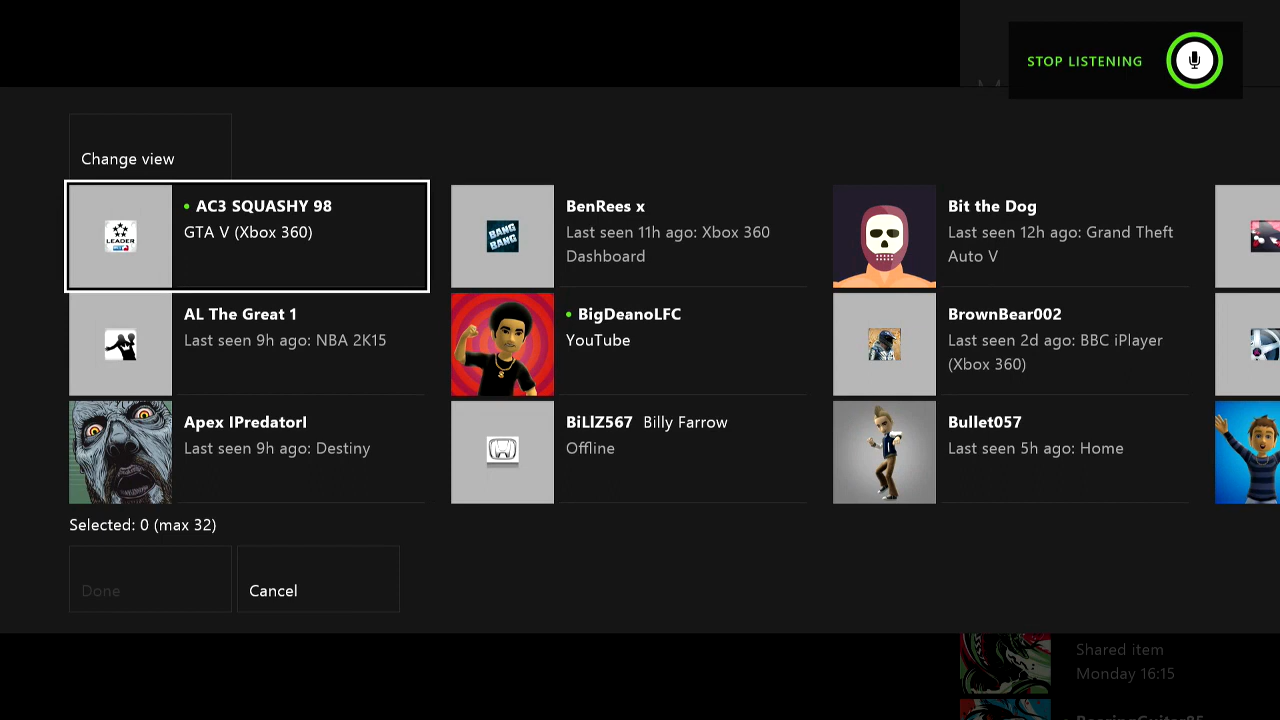 STOP LISTENING
Change view
AC3 SQUASHY 98
GTA V (Xbox 360)
LEADER
AL The Great 1
Last seen 9h ago: NBA 2K15
Apex IPredatorI
Last seen 9h ago: Destiny
BenRees x
Last seen 11h ago: Xbox 360
Dashboard
BANG
BANG
BigDeanoLFC
YouTube
BiLlZ567 Billy Farrow
Offline
Bit the Dog
Last seen 12h ago: Grand Theft
Auto V
BrownBear002
Last seen 2d ago: BBC iPlayer
(Xbox 360)
Bullet057
Last seen 5h ago: Home
Selected: 0 (max 32)
Done
Cancel
Shared item
Monday 16:15